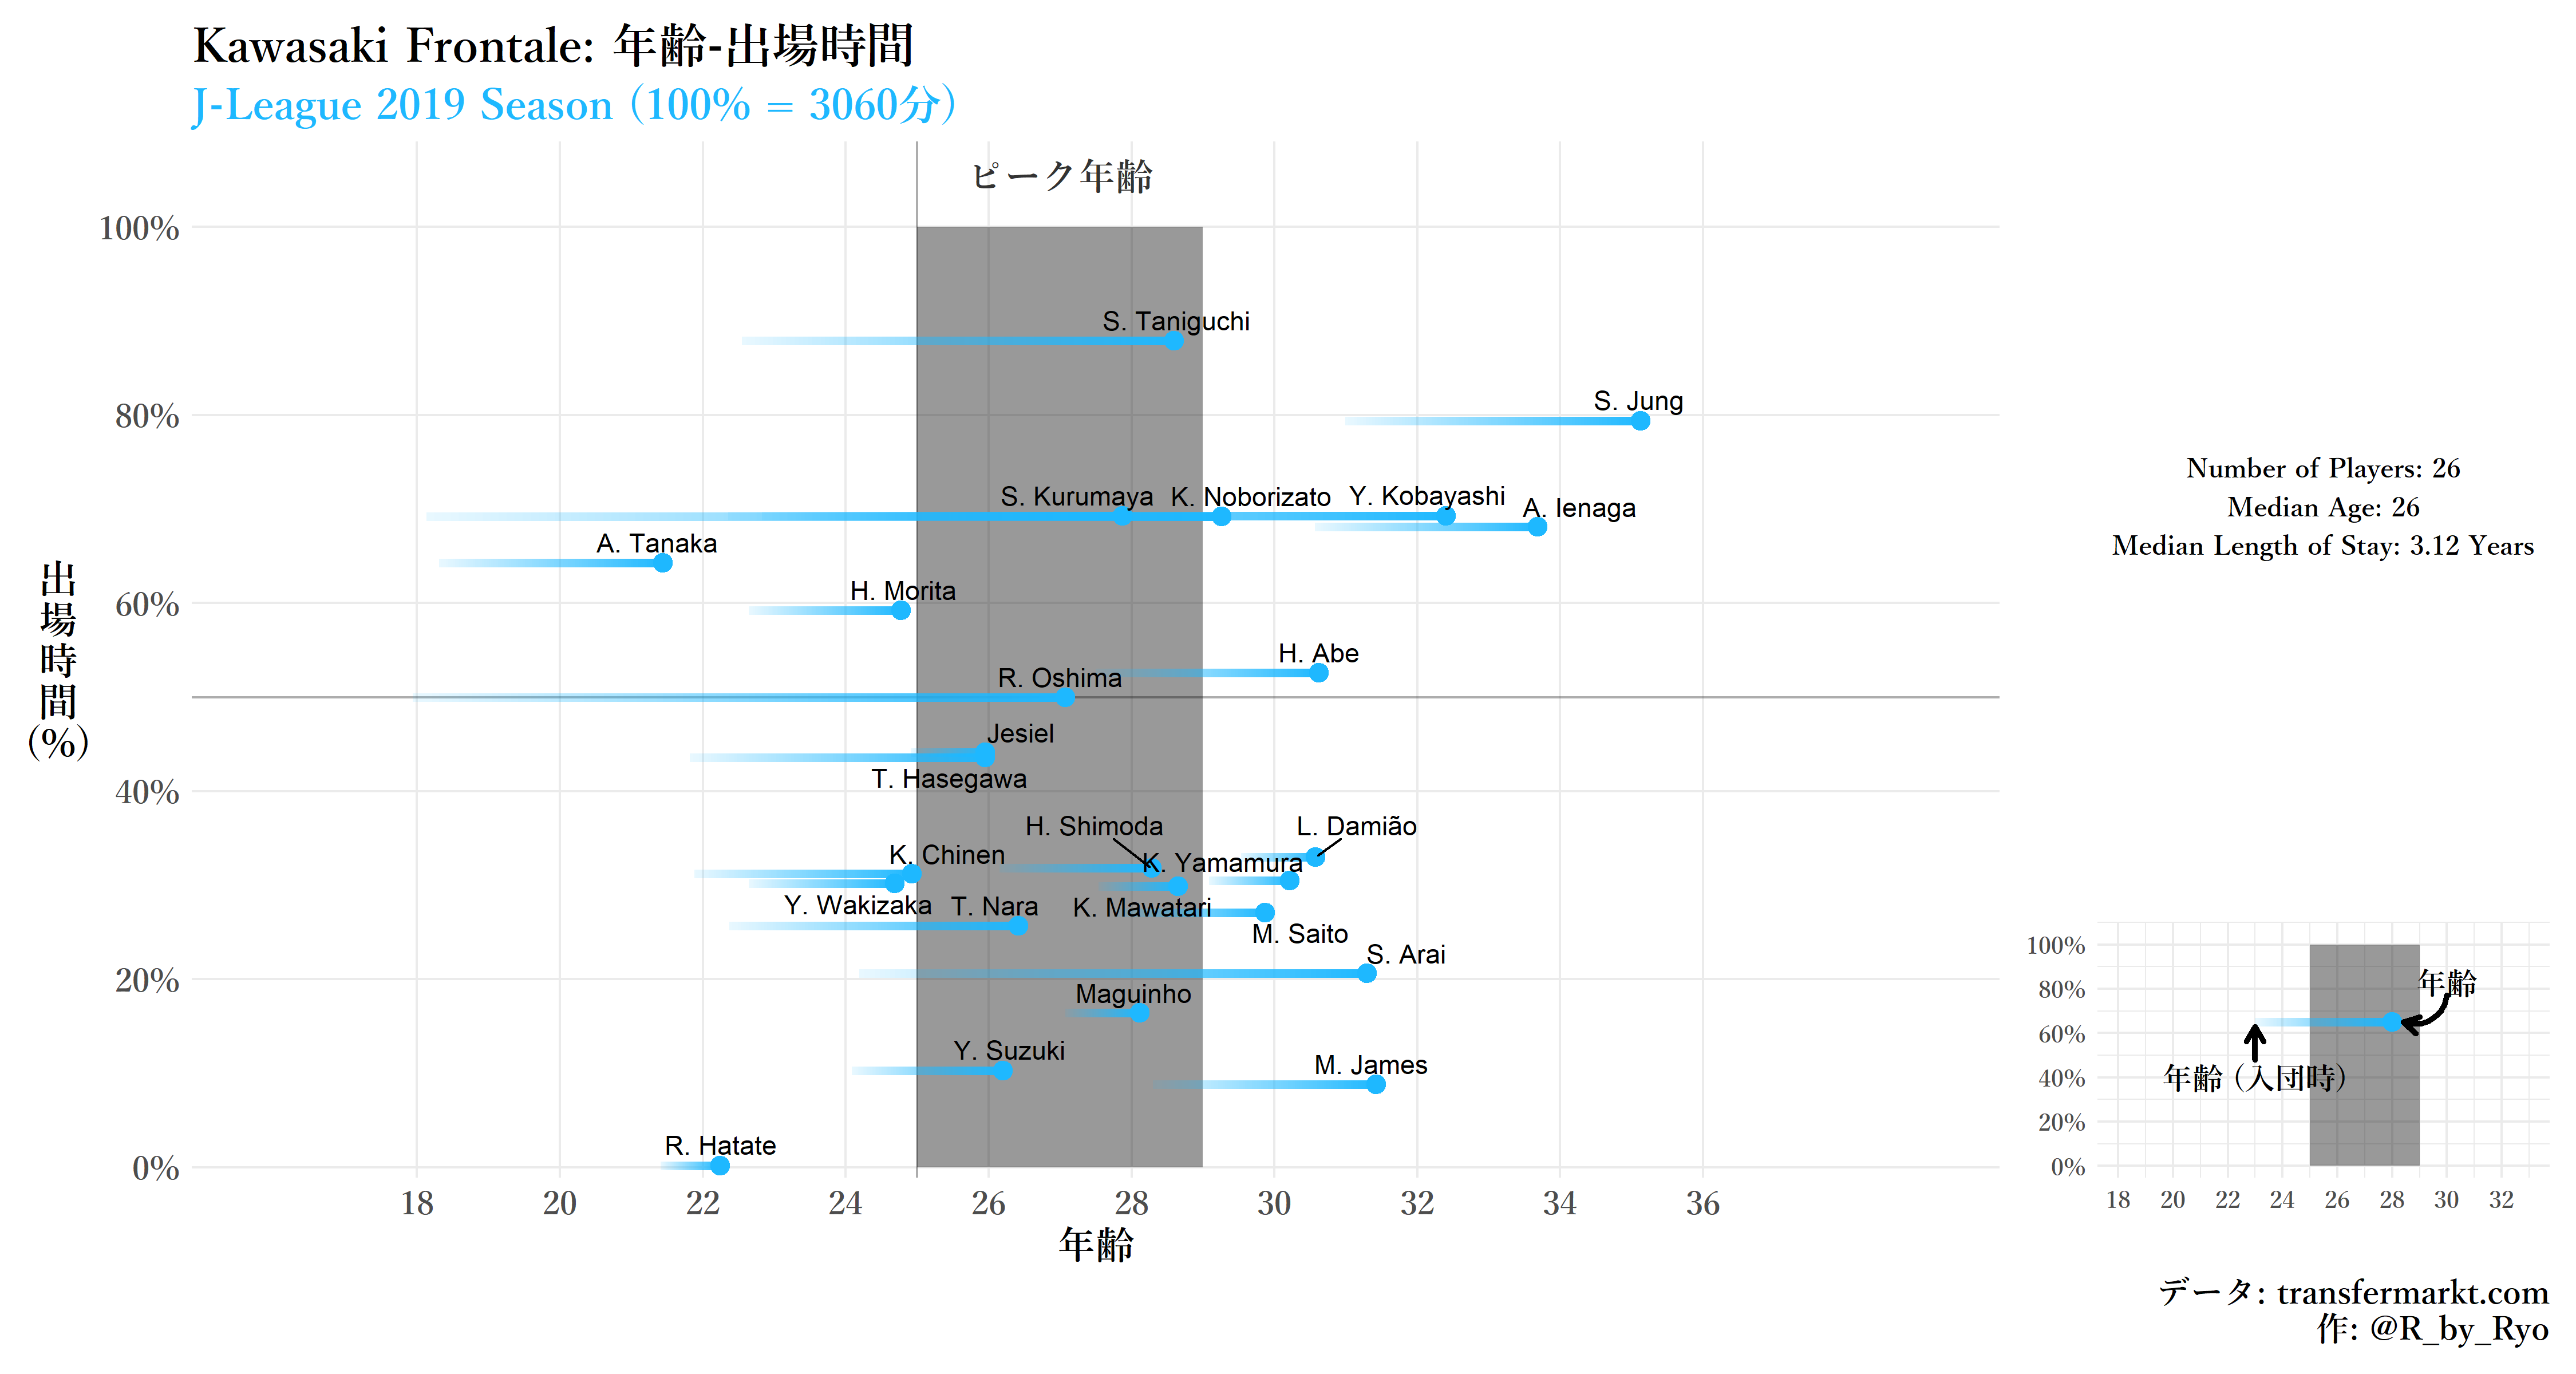 Kawasaki Frontale: 年齢-出場時間
J-League 2019 Season (100% = 3060分)
ピーク年齢
100%
80%
60%
40%
20%
0%
出場時間(%)
S. Taniguchi
S. Jung
S. Kurumaya
K. Noborizato
Y. Kobayashi
A. Ienaga
A. Tanaka
H. Morita
H. Abe
R. Oshima
Jesiel
T. Hasegawa
H. Shimoda
L. Damião
K. Chinen
K. Yamamura
Y. Wakizaka
T. Nara
K. Mawatari
M. Saito
S. Arai
Maguinho
Y. Suzuki
M. James
R. Hatate
18 20 22 24 26 28 30 32 34 36
年齢
Number of Players: 26
Median Age: 26
Median Length of Stay: 3.12 Years
100%
80%
60%
40%
20%
0%
年齢
年齢 (入団時)
18 20 22 24 26 28 30 32
データ: transfermarkt.com
作: @R_by_Ryo